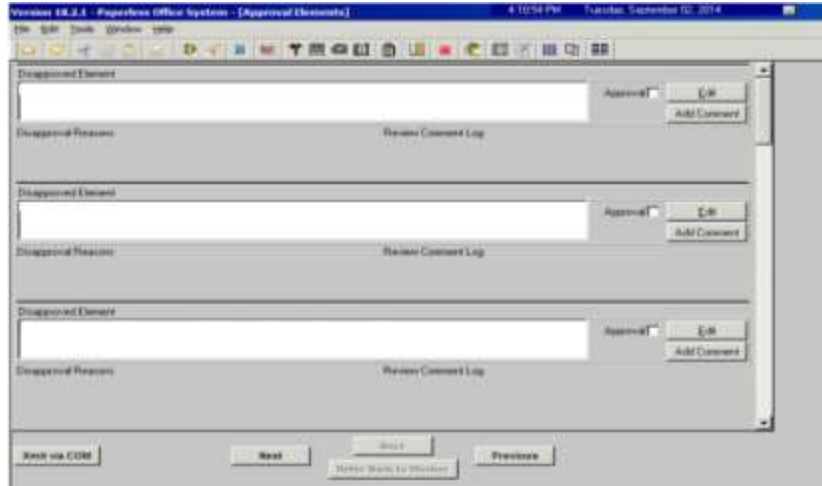 Version 18.2.1 - Paperless Office System - [Approval Elements] 4:10:54 PM Tuesday, September 02, 2014
File Edit Tools Window Help
Disapproved Element
Approval Edit
Add Comment
Disapproval Reasons Review Comment Log
Disapproved Element
Approval Edit
Add Comment
Disapproval Reasons Review Comment Log
Disapproved Element
Approval Edit
Add Comment
Disapproval Reasons Review Comment Log
Xmit via COM Next Previous